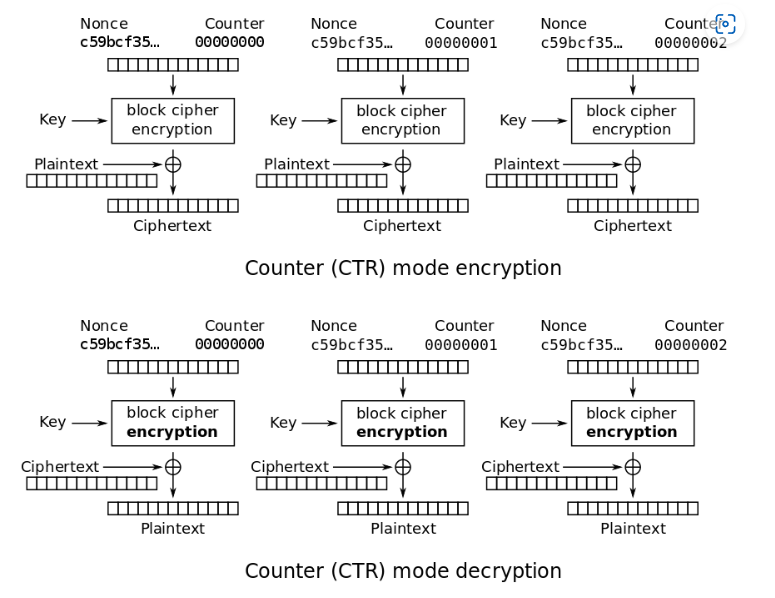 Nonce Counter Nonce Counter Nonce Counter
c59bcf35… 00000000 c59bcf35… 00000001 c59bcf35… 00000002
Key block cipher encryption Key block cipher encryption Key block cipher encryption
Plaintext Plaintext Plaintext
Ciphertext Ciphertext Ciphertext
Counter (CTR) mode encryption
Nonce Counter Nonce Counter Nonce Counter
c59bcf35… 00000000 c59bcf35… 00000001 c59bcf35… 00000002
Key block cipher encryption Key block cipher encryption Key block cipher encryption
Ciphertext Ciphertext Ciphertext
Plaintext Plaintext Plaintext
Counter (CTR) mode decryption